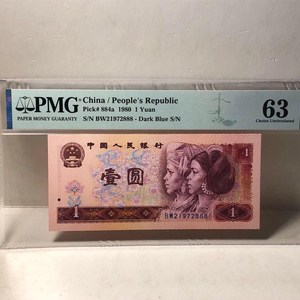 PMG
PAPER MONEY GUARANTY
China / People's Republic
Pick# 884a 1980 1 Yuan
S/N BW21972888 - Dark Blue S/N
63
Choice Uncirculated
中国人民银行
1
壹圆
1
BW21972888
1